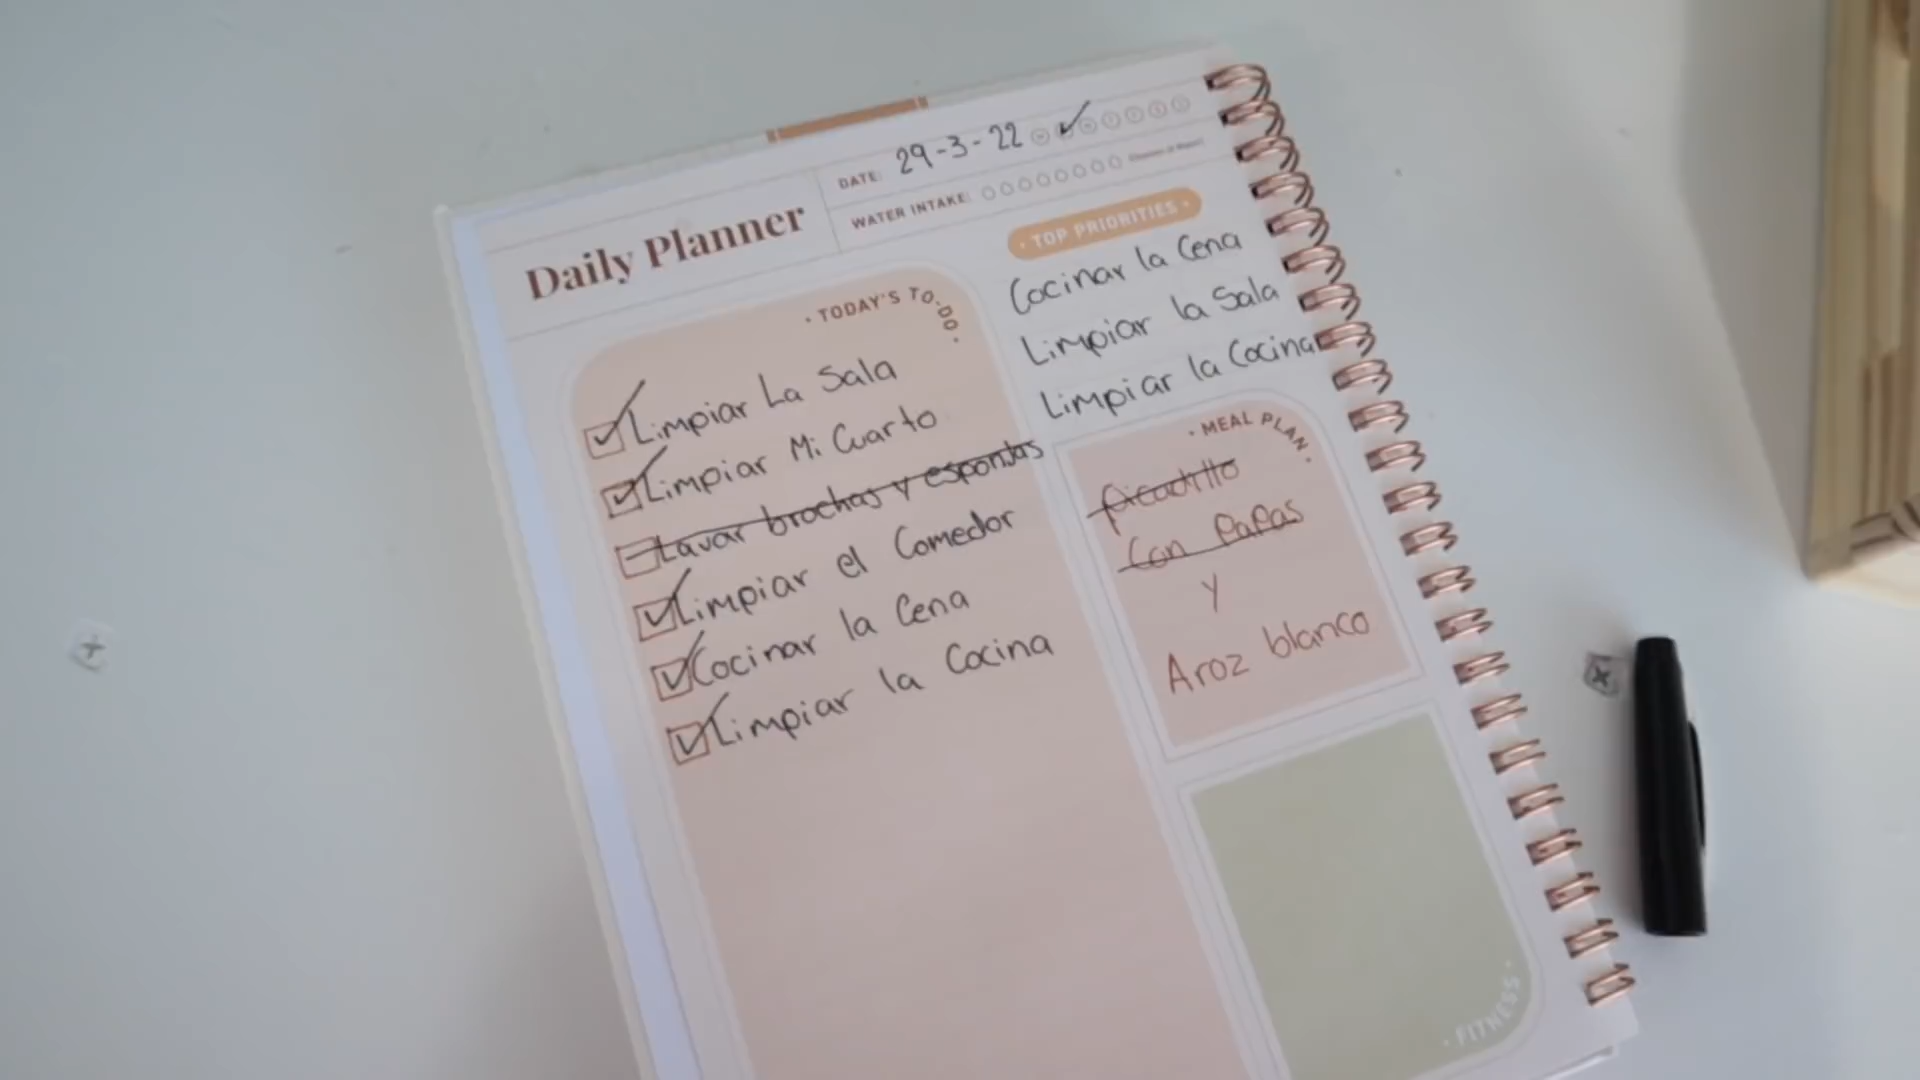 DATE: 29-3-22
WATER INTAKE:
Daily Planner
• TODAY'S TO-DO •
Limpiar La Sala
Limpiar Mi Cuarto
Lavar brochas y esponjas
Limpiar el Comedor
Cocinar la Cena
Limpiar la Cocina
• TOP PRIORITIES •
Cocinar la Cena
Limpiar la Sala
Limpiar la Cocina
• MEAL PLAN •
picadillo
Con Papas
y
Aroz blanco
• FITNESS •